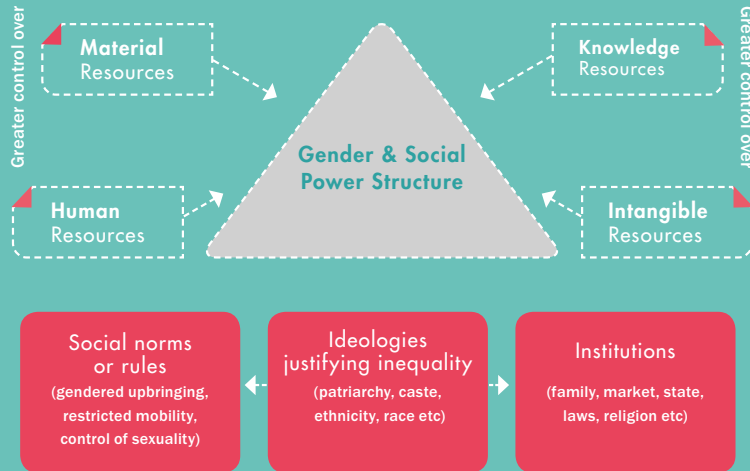 Greater control over
Material
Resources
Knowledge
Resources
Greater control over
Gender & Social
Power Structure
Human
Resources
Intangible
Resources
Social norms
or rules
(gendered upbringing,
restricted mobility,
control of sexuality)
Ideologies
justifying inequality
(patriarchy, caste,
ethnicity, race etc)
Institutions
(family, market, state,
laws, religion etc)